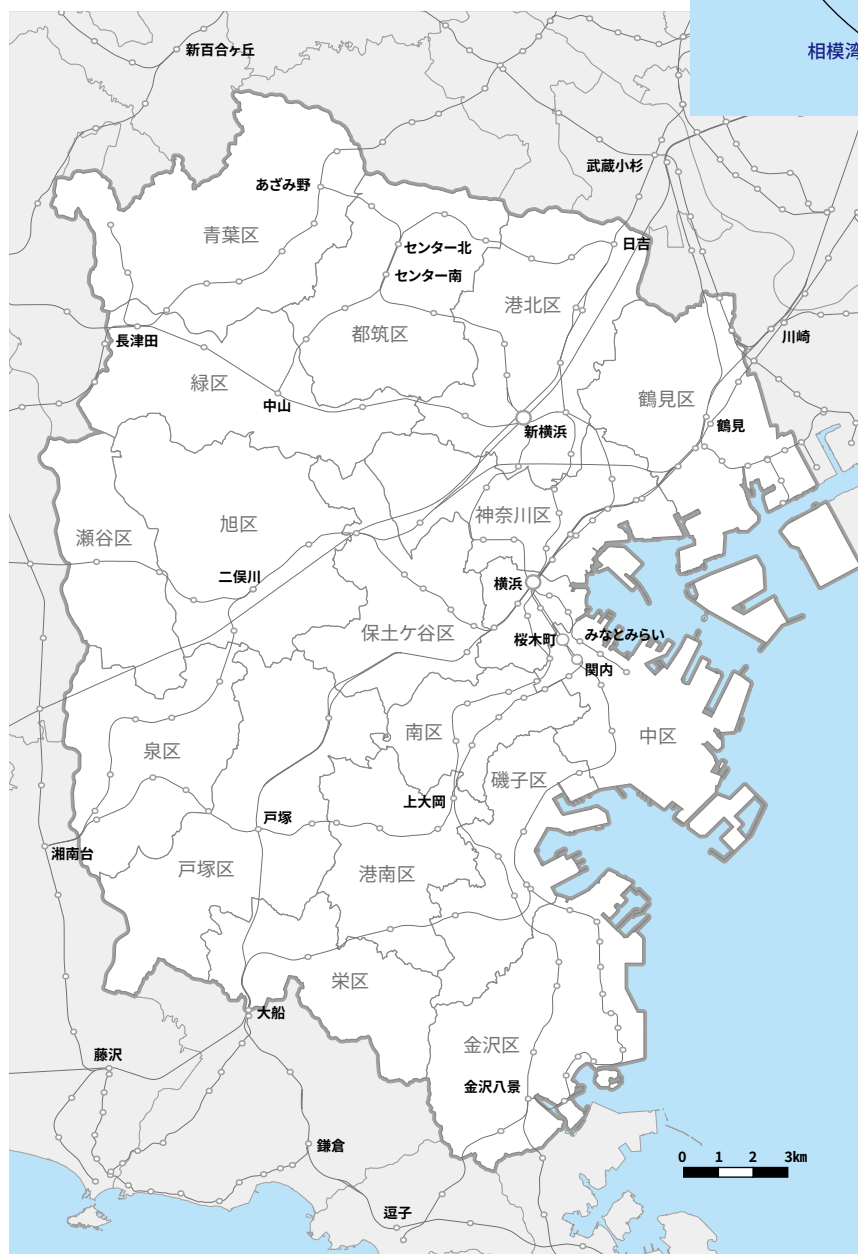 新百合ヶ丘
相模湾
武蔵小杉
あざみ野
青葉区
日吉
センター北
センター南
港北区
都筑区
川崎
長津田
緑区
中山
鶴見区
鶴見
新横浜
瀬谷区
旭区
神奈川区
二俣川
横浜
保土ケ谷区
桜木町
みなとみらい
関内
南区
中区
泉区
磯子区
上大岡
戸塚
湘南台
戸塚区
港南区
栄区
大船
金沢区
藤沢
金沢八景
鎌倉
0 1 2 3km
逗子